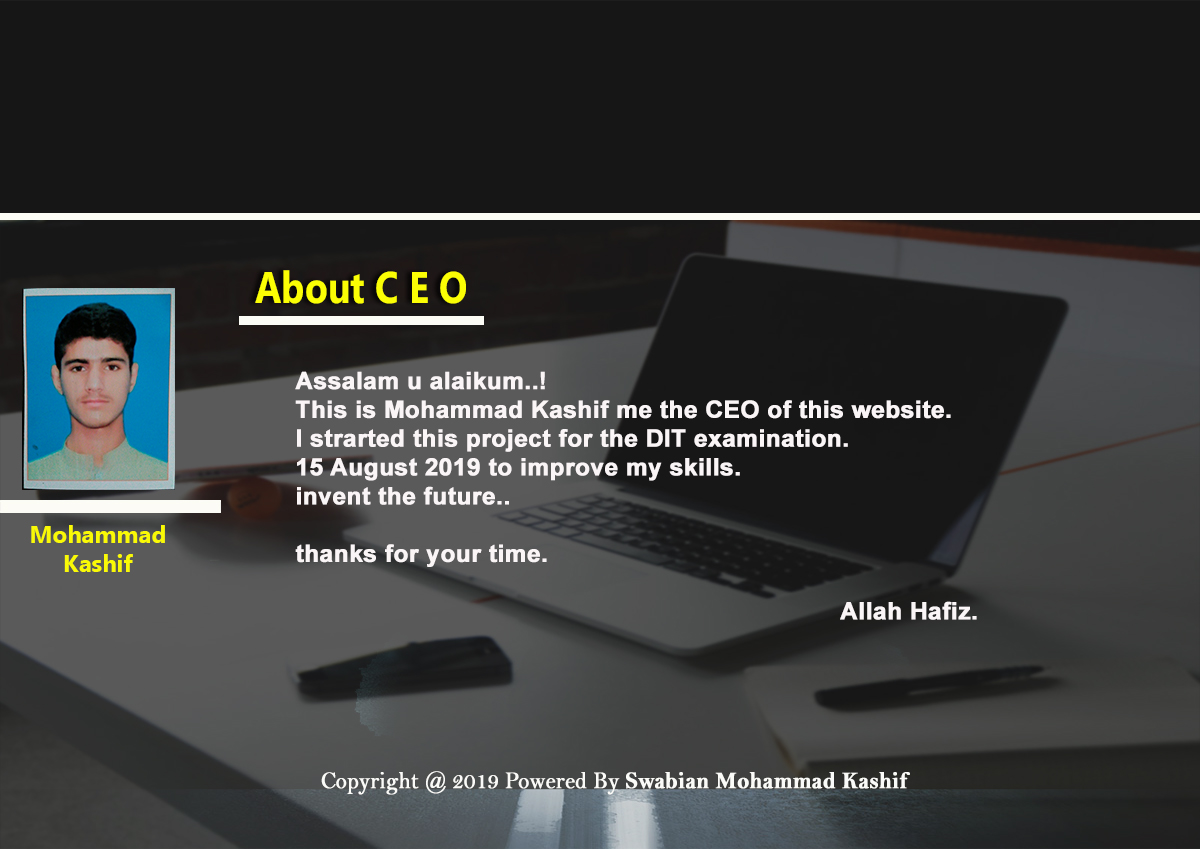 About C E O
Assalam u alaikum..!
This is Mohammad Kashif me the CEO of this website.
I strarted this project for the DIT examination.
15 August 2019 to improve my skills.
invent the future..
thanks for your time.
Allah Hafiz.
Mohammad
Kashif
Copyright @ 2019 Powered By Swabian Mohammad Kashif